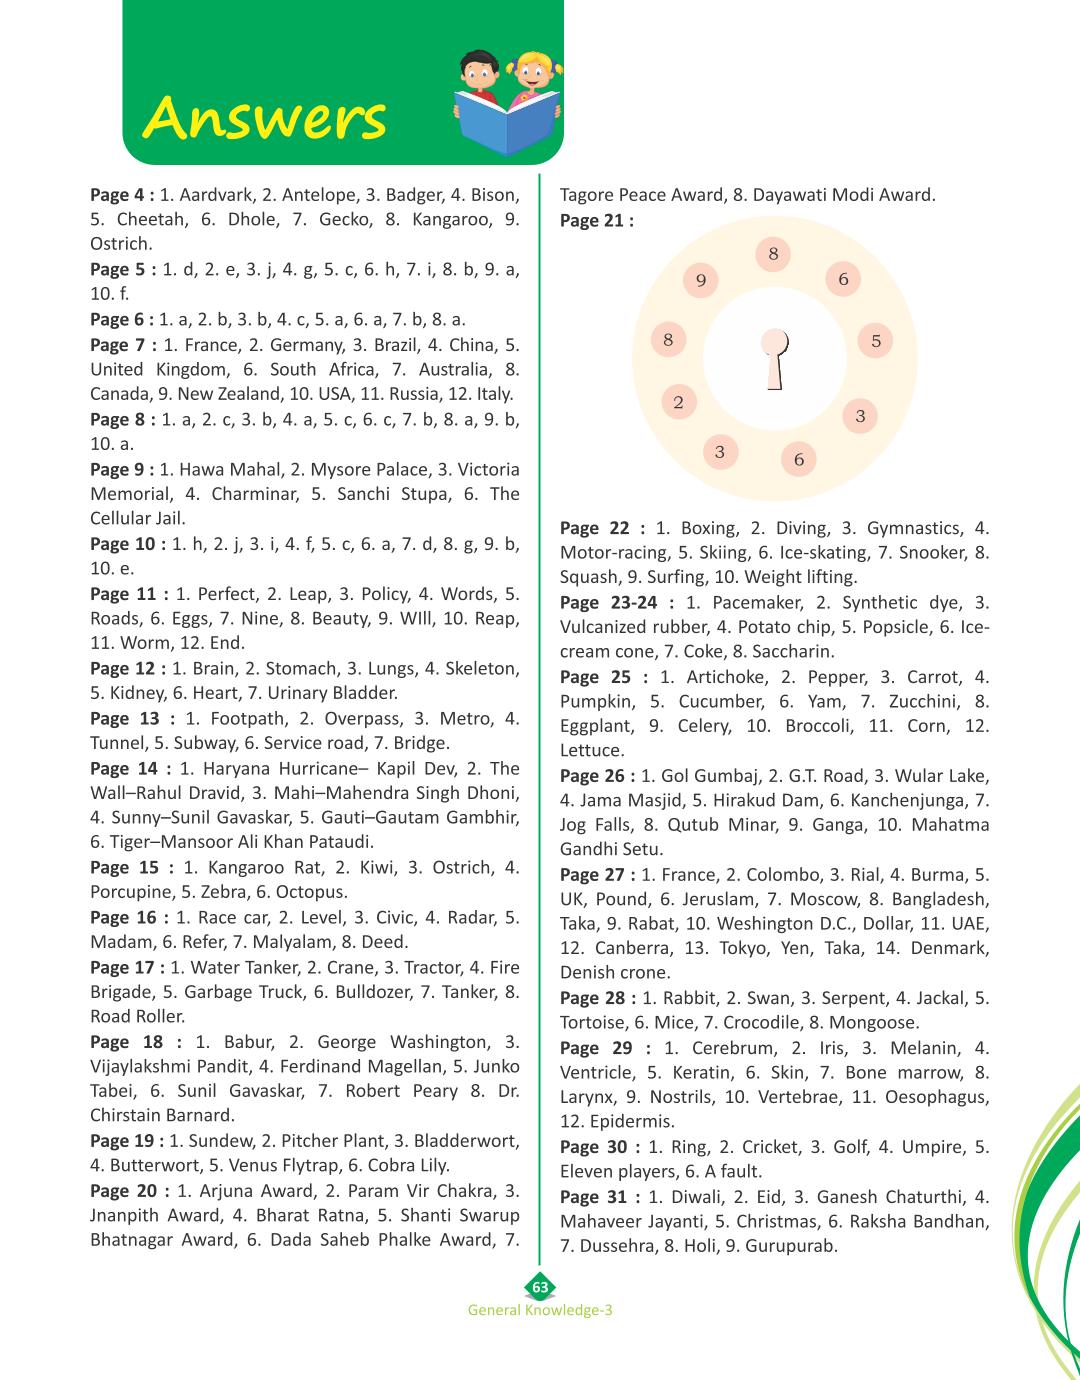 Answers
Page 4 : 1. Aardvark, 2. Antelope, 3. Badger, 4. Bison,
5. Cheetah, 6. Dhole, 7. Gecko, 8. Kangaroo, 9.
Ostrich.
Page 5 : 1. d, 2. e, 3. j, 4. g, 5. c, 6. h, 7. i, 8. b, 9. a,
10. f.
Page 6 : 1. a, 2. b, 3. b, 4. c, 5. a, 6. a, 7. b, 8. a.
Page 7 : 1. France, 2. Germany, 3. Brazil, 4. China, 5.
United Kingdom, 6. South Africa, 7. Australia, 8.
Canada, 9. New Zealand, 10. USA, 11. Russia, 12. Italy.
Page 8 : 1. a, 2. c, 3. b, 4. a, 5. c, 6. c, 7. b, 8. a, 9. b,
10. a.
Page 9 : 1. Hawa Mahal, 2. Mysore Palace, 3. Victoria
Memorial, 4. Charminar, 5. Sanchi Stupa, 6. The
Cellular Jail.
Page 10 : 1. h, 2. j, 3. i, 4. f, 5. c, 6. a, 7. d, 8. g, 9. b,
10. e.
Page 11 : 1. Perfect, 2. Leap, 3. Policy, 4. Words, 5.
Roads, 6. Eggs, 7. Nine, 8. Beauty, 9. WIll, 10. Reap,
11. Worm, 12. End.
Page 12 : 1. Brain, 2. Stomach, 3. Lungs, 4. Skeleton,
5. Kidney, 6. Heart, 7. Urinary Bladder.
Page 13 : 1. Footpath, 2. Overpass, 3. Metro, 4.
Tunnel, 5. Subway, 6. Service road, 7. Bridge.
Page 14 : 1. Haryana Hurricane– Kapil Dev, 2. The
Wall–Rahul Dravid, 3. Mahi–Mahendra Singh Dhoni,
4. Sunny–Sunil Gavaskar, 5. Gauti–Gautam Gambhir,
6. Tiger–Mansoor Ali Khan Pataudi.
Page 15 : 1. Kangaroo Rat, 2. Kiwi, 3. Ostrich, 4.
Porcupine, 5. Zebra, 6. Octopus.
Page 16 : 1. Race car, 2. Level, 3. Civic, 4. Radar, 5.
Madam, 6. Refer, 7. Malyalam, 8. Deed.
Page 17 : 1. Water Tanker, 2. Crane, 3. Tractor, 4. Fire
Brigade, 5. Garbage Truck, 6. Bulldozer, 7. Tanker, 8.
Road Roller.
Page 18 : 1. Babur, 2. George Washington, 3.
Vijaylakshmi Pandit, 4. Ferdinand Magellan, 5. Junko
Tabei, 6. Sunil Gavaskar, 7. Robert Peary 8. Dr.
Chirstain Barnard.
Page 19 : 1. Sundew, 2. Pitcher Plant, 3. Bladderwort,
4. Butterwort, 5. Venus Flytrap, 6. Cobra Lily.
Page 20 : 1. Arjuna Award, 2. Param Vir Chakra, 3.
Jnanpith Award, 4. Bharat Ratna, 5. Shanti Swarup
Bhatnagar Award, 6. Dada Saheb Phalke Award, 7.
Tagore Peace Award, 8. Dayawati Modi Award.
Page 21 :
8
6
5
3
6
3
2
8
9
Page 22 : 1. Boxing, 2. Diving, 3. Gymnastics, 4.
Motor-racing, 5. Skiing, 6. Ice-skating, 7. Snooker, 8.
Squash, 9. Surfing, 10. Weight lifting.
Page 23-24 : 1. Pacemaker, 2. Synthetic dye, 3.
Vulcanized rubber, 4. Potato chip, 5. Popsicle, 6. Ice-
cream cone, 7. Coke, 8. Saccharin.
Page 25 : 1. Artichoke, 2. Pepper, 3. Carrot, 4.
Pumpkin, 5. Cucumber, 6. Yam, 7. Zucchini, 8.
Eggplant, 9. Celery, 10. Broccoli, 11. Corn, 12.
Lettuce.
Page 26 : 1. Gol Gumbaj, 2. G.T. Road, 3. Wular Lake,
4. Jama Masjid, 5. Hirakud Dam, 6. Kanchenjunga, 7.
Jog Falls, 8. Qutub Minar, 9. Ganga, 10. Mahatma
Gandhi Setu.
Page 27 : 1. France, 2. Colombo, 3. Rial, 4. Burma, 5.
UK, Pound, 6. Jeruslam, 7. Moscow, 8. Bangladesh,
Taka, 9. Rabat, 10. Weshington D.C., Dollar, 11. UAE,
12. Canberra, 13. Tokyo, Yen, Taka, 14. Denmark,
Denish crone.
Page 28 : 1. Rabbit, 2. Swan, 3. Serpent, 4. Jackal, 5.
Tortoise, 6. Mice, 7. Crocodile, 8. Mongoose.
Page 29 : 1. Cerebrum, 2. Iris, 3. Melanin, 4.
Ventricle, 5. Keratin, 6. Skin, 7. Bone marrow, 8.
Larynx, 9. Nostrils, 10. Vertebrae, 11. Oesophagus,
12. Epidermis.
Page 30 : 1. Ring, 2. Cricket, 3. Golf, 4. Umpire, 5.
Eleven players, 6. A fault.
Page 31 : 1. Diwali, 2. Eid, 3. Ganesh Chaturthi, 4.
Mahaveer Jayanti, 5. Christmas, 6. Raksha Bandhan,
7. Dussehra, 8. Holi, 9. Gurupurab.
63
General Knowledge-3